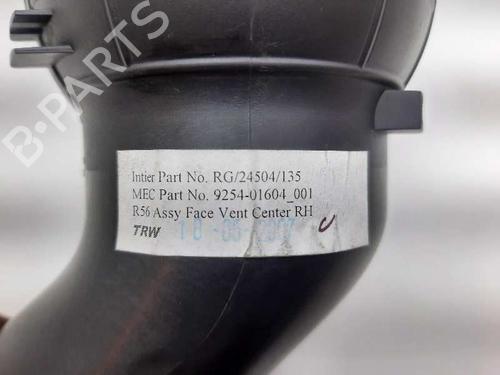 B-PARTS
Intier Part No. RG/24504/135
MEC Part No. 9254-01604_001
R56 Assy Face Vent Center RH
TRW